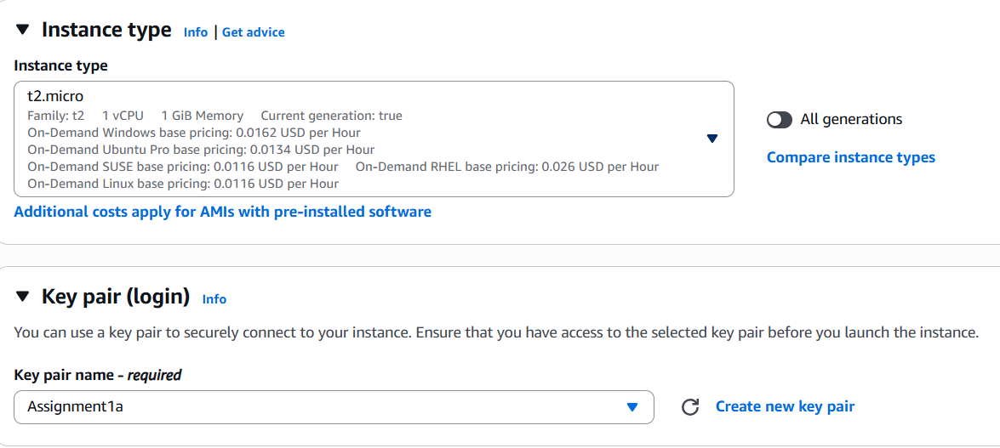 Instance type Info | Get advice
Instance type
t2.micro
Family: t2 1 vCPU 1 GiB Memory Current generation: true
On-Demand Windows base pricing: 0.0162 USD per Hour
On-Demand Ubuntu Pro base pricing: 0.0134 USD per Hour
On-Demand SUSE base pricing: 0.0116 USD per Hour On-Demand RHEL base pricing: 0.026 USD per Hour
On-Demand Linux base pricing: 0.0116 USD per Hour
All generations
Compare instance types
Additional costs apply for AMIs with pre-installed software
Key pair (login) Info
You can use a key pair to securely connect to your instance. Ensure that you have access to the selected key pair before you launch the instance.
Key pair name - required
Assignment1a
Create new key pair